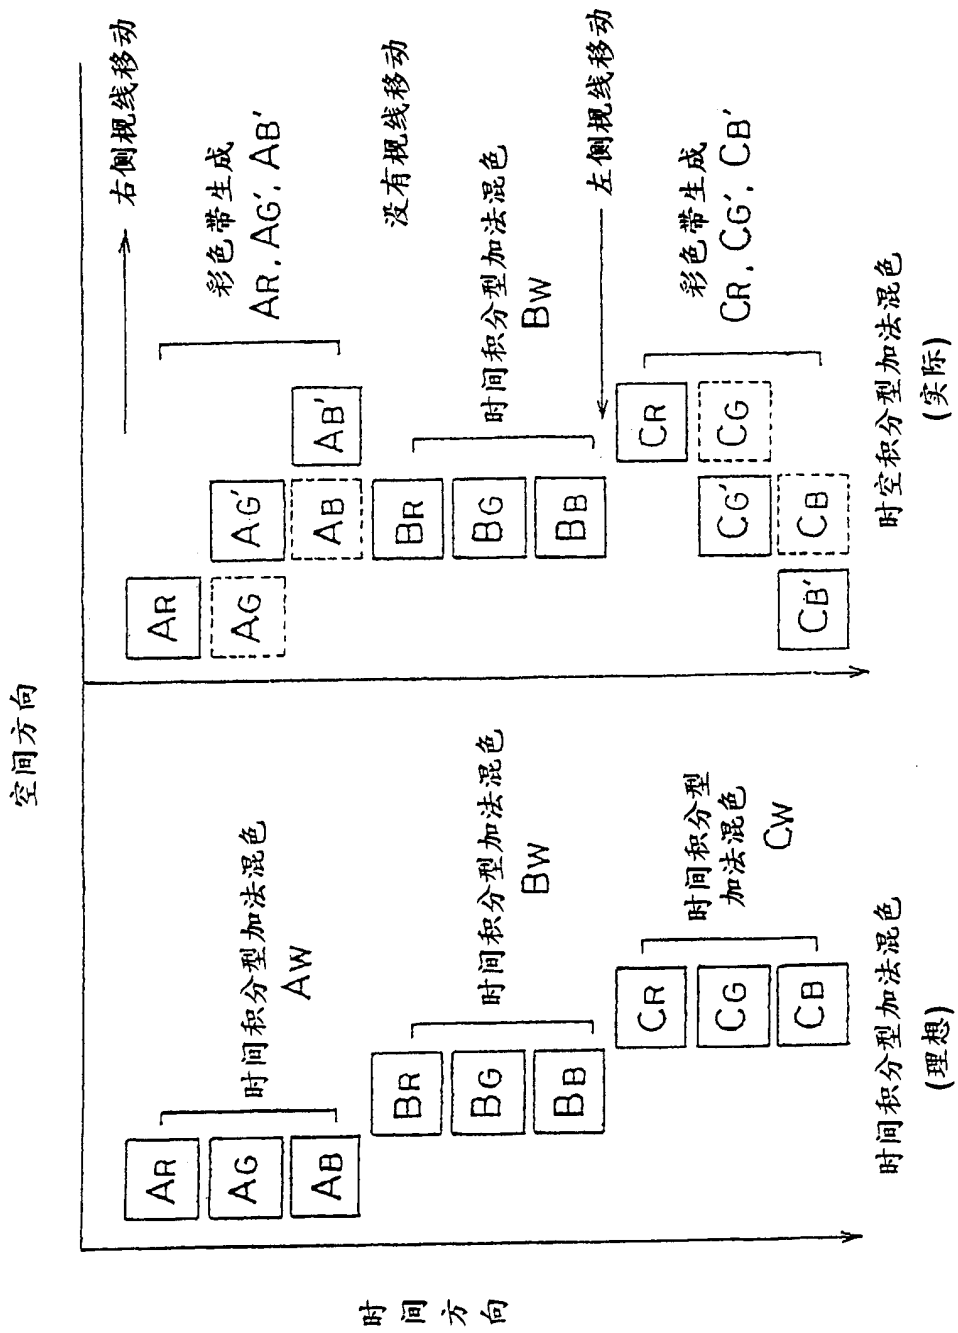 空间方向
时间方向
AR
AG
AB
时间积分型加法混色
AW
BR
BG
BB
时间积分型加法混色
BW
CR
CG
CB
时间积分型
加法混色
CW
时间积分型加法混色
(理想)
右侧视线移动
AR
AG
AG'
AB
AB'
彩色带生成
AR, AG', AB'
没有视线移动
BR
BG
BB
时间积分型加法混色
BW
左侧视线移动
CR
CG'
CG
CB'
CB
彩色带生成
CR, CG', CB'
时空积分型加法混色
(实际)